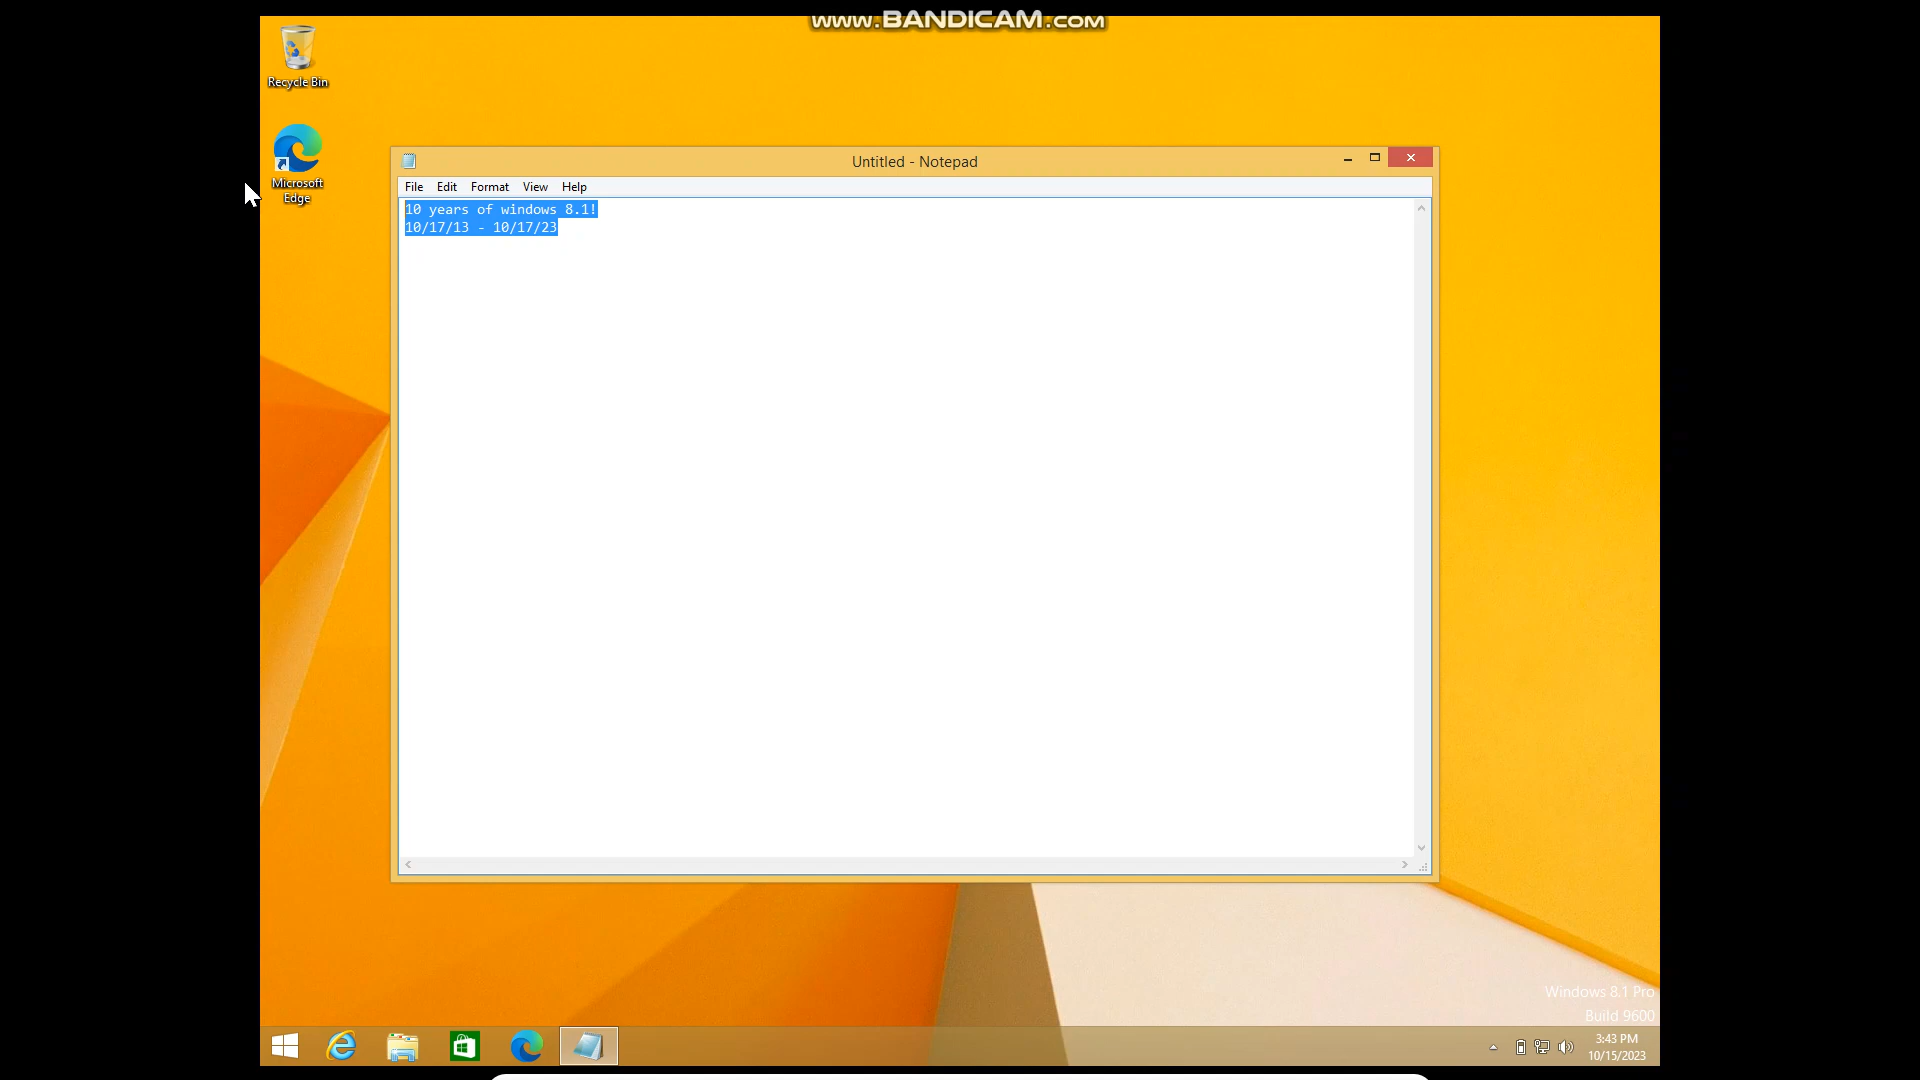 www.BANDICAM.com
Recycle Bin
Microsoft
Edge
Untitled - Notepad
File Edit Format View Help
10 years of windows 8.1!
10/17/13 - 10/17/23
Windows 8.1 Pro
Build 9600
3:43 PM
10/15/2023